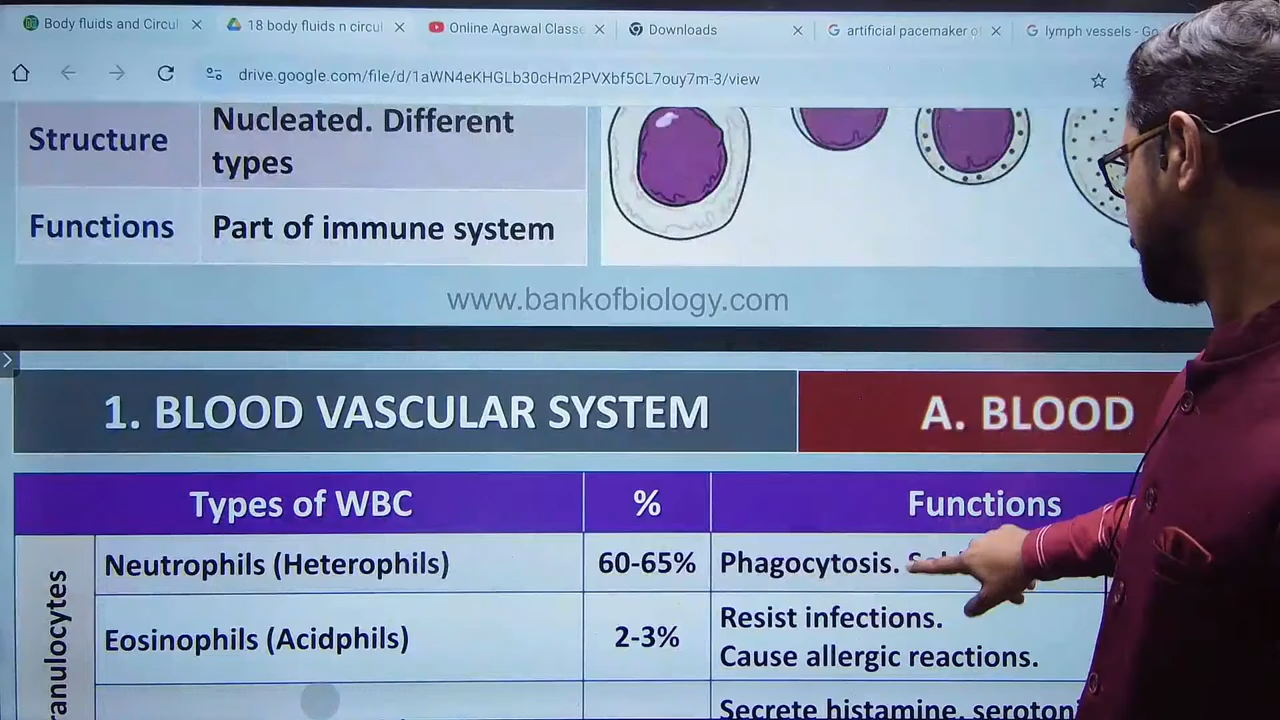 Body fluids and Circul
18 body fluids n circul
Online Agrawal Classe
Downloads
artificial pacemaker o
lymph vessels - Go
drive.google.com/file/d/1aWN4eKHGLb30cHm2PVXbf5CL7ouy7m-3/view
Structure
Nucleated. Different
types
Functions
Part of immune system
www.bankofbiology.com
1. BLOOD VASCULAR SYSTEM
A. BLOOD
Types of WBC
%
Functions
Neutrophils (Heterophils)
60-65%
Phagocytosis.
ranulocytes
Eosinophils (Acidphils)
2-3%
Resist infections.
Cause allergic reactions.
Secrete histamine, serotoni